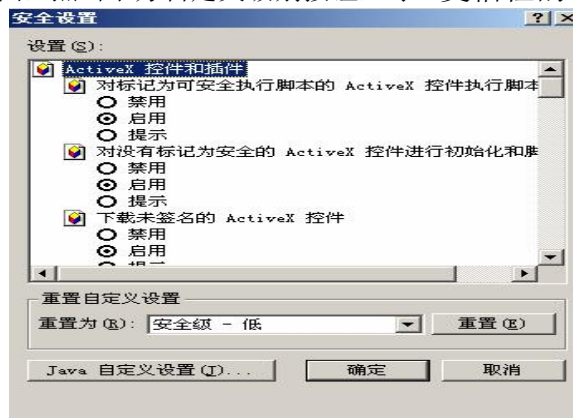 安全设置
设置(S):
ActiveX 控件和插件
对标记为可安全执行脚本的 ActiveX 控件执行脚本
禁用
启用
提示
对没有标记为安全的 ActiveX 控件进行初始化和脚
禁用
启用
提示
下载未签名的 ActiveX 控件
禁用
启用
重置自定义设置
重置为(R): 安全级 - 低 重置(E)
Java 自定义设置(J)... 确定 取消